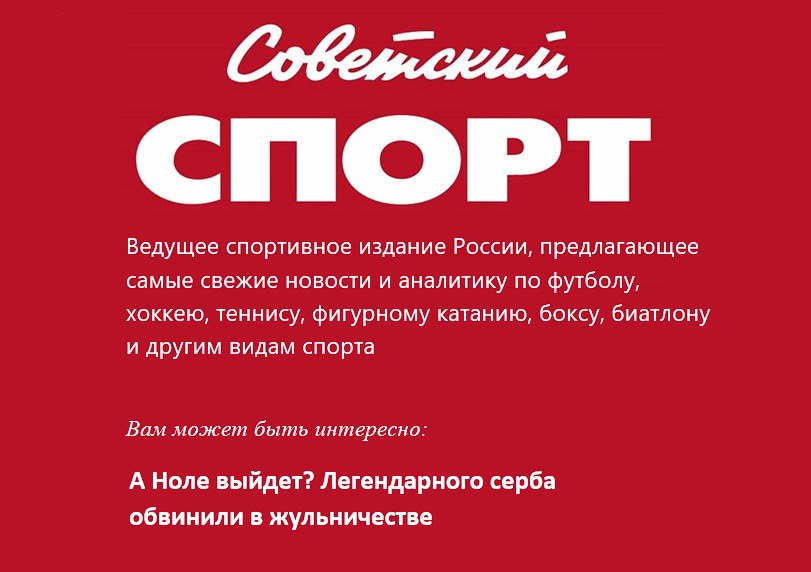 Советский
СПОРТ
Ведущее спортивное издание России, предлагающее
самые свежие новости и аналитику по футболу,
хоккею, теннису, фигурному катанию, боксу, биатлону
и другим видам спорта
Вам может быть интересно:
А Ноле выйдет? Легендарного серба
обвинили в жульничестве